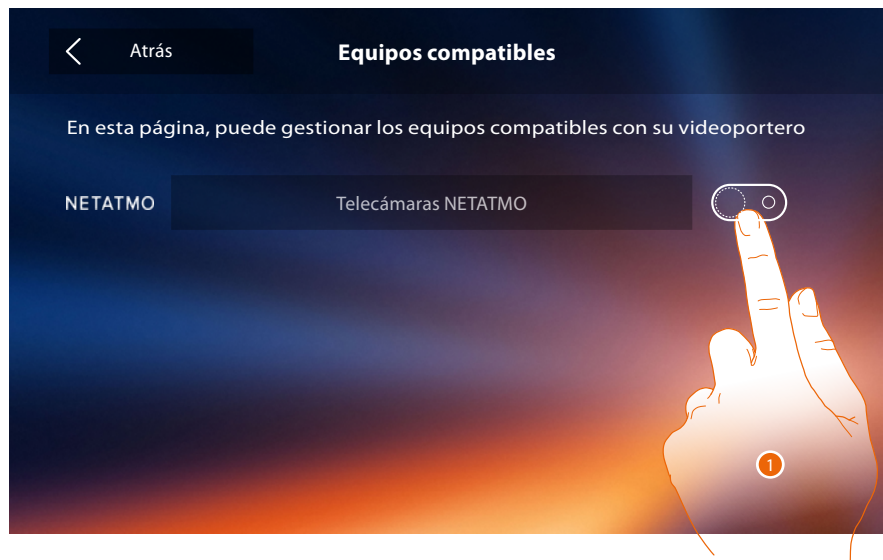 Atrás
Equipos compatibles
En esta página, puede gestionar los equipos compatibles con su videoportero
NETATMO
Telecámaras NETATMO
1